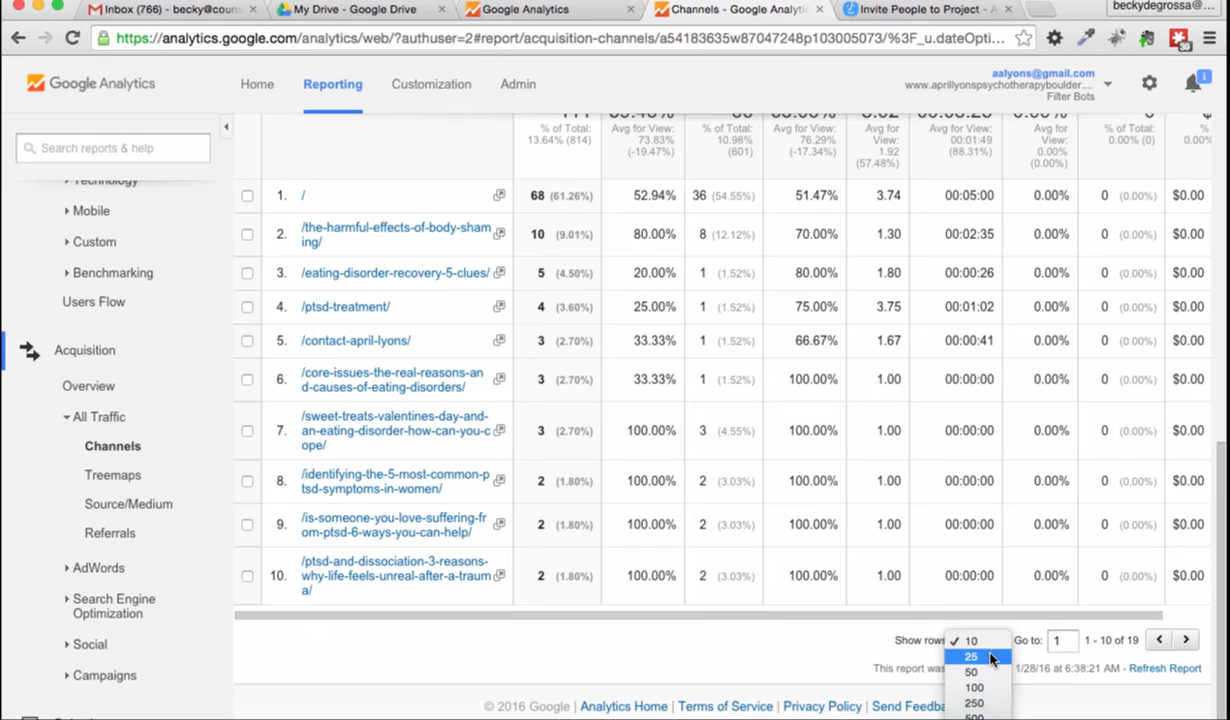 Inbox (766) - becky@coun
My Drive - Google Drive
Google Analytics
Channels - Google Analytic
Invite People to Project - A
beckydegrossa@...
https://analytics.google.com/analytics/web/?authuser=2#report/acquisition-channels/a54183635w87047248p103005073/%3F_u.dateOpti...
Google Analytics
Home
Reporting
Customization
Admin
aalyons@gmail.com
www.aprillyonspsychotherapyboulder....
Filter Bots
Search reports & help
Technology
Mobile
Custom
Benchmarking
Users Flow
Acquisition
Overview
All Traffic
Channels
Treemaps
Source/Medium
Referrals
AdWords
Search Engine
Optimization
Social
Campaigns
% of Total:
13.64% (814)
Avg for View:
73.83%
(-19.47%)
% of Total:
10.98%
(601)
Avg for View:
76.29%
(-17.34%)
Avg for
View:
1.92
(57.48%)
Avg for View:
00:01:49
(88.31%)
Avg for
View:
0.00%
(0.00%)
% of Total:
0.00% (0)
% of
0.00%
1. / 68 (61.26%) 52.94% 36 (54.55%) 51.47% 3.74 00:05:00 0.00% 0 (0.00%) $0.00
2. /the-harmful-effects-of-body-sham
ing/ 10 (9.01%) 80.00% 8 (12.12%) 70.00% 1.30 00:02:35 0.00% 0 (0.00%) $0.00
3. /eating-disorder-recovery-5-clues/ 5 (4.50%) 20.00% 1 (1.52%) 80.00% 1.80 00:00:26 0.00% 0 (0.00%) $0.00
4. /ptsd-treatment/ 4 (3.60%) 25.00% 1 (1.52%) 75.00% 3.75 00:01:02 0.00% 0 (0.00%) $0.00
5. /contact-april-lyons/ 3 (2.70%) 33.33% 1 (1.52%) 66.67% 1.67 00:00:41 0.00% 0 (0.00%) $0.00
6. /core-issues-the-real-reasons-an
d-causes-of-eating-disorders/ 3 (2.70%) 33.33% 1 (1.52%) 100.00% 1.00 00:00:00 0.00% 0 (0.00%) $0.00
7. /sweet-treats-valentines-day-and-
an-eating-disorder-how-can-you-c
ope/ 3 (2.70%) 100.00% 3 (4.55%) 100.00% 1.00 00:00:00 0.00% 0 (0.00%) $0.00
8. /identifying-the-5-most-common-p
tsd-symptoms-in-women/ 2 (1.80%) 100.00% 2 (3.03%) 100.00% 1.00 00:00:00 0.00% 0 (0.00%) $0.00
9. /is-someone-you-love-suffering-fr
om-ptsd-6-ways-you-can-help/ 2 (1.80%) 100.00% 2 (3.03%) 100.00% 1.00 00:00:00 0.00% 0 (0.00%) $0.00
10. /ptsd-and-dissociation-3-reasons-
why-life-feels-unreal-after-a-traum
a/ 2 (1.80%) 100.00% 2 (3.03%) 100.00% 1.00 00:00:00 0.00% 0 (0.00%) $0.00
Show rows
10
25
50
100
250
500
Go to: 1
1 - 10 of 19
This report was
1/28/16 at 6:38:21 AM - Refresh Report
© 2016 Google | Analytics Home | Terms of Service | Privacy Policy | Send Feedba